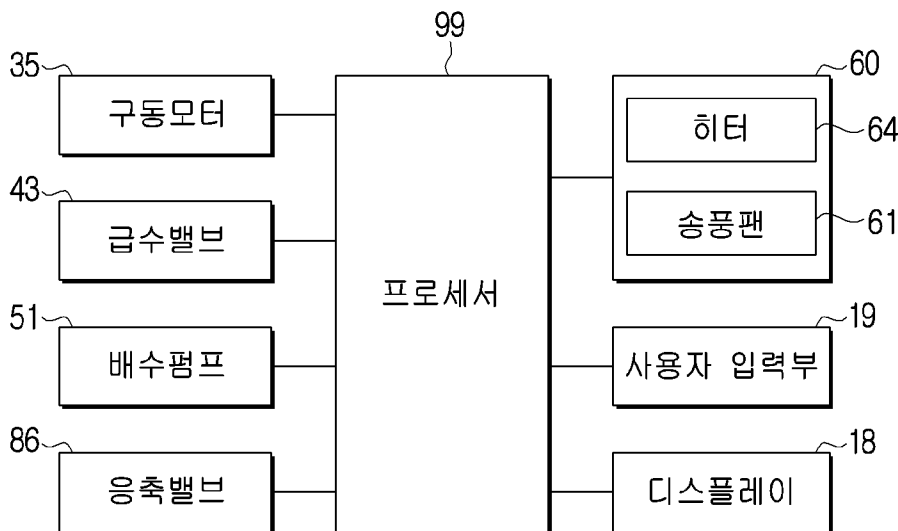 99
35
구동모터
43
급수밸브
51
배수펌프
86
응축밸브
프로세서
60
히터
64
송풍팬
61
19
사용자 입력부
18
디스플레이